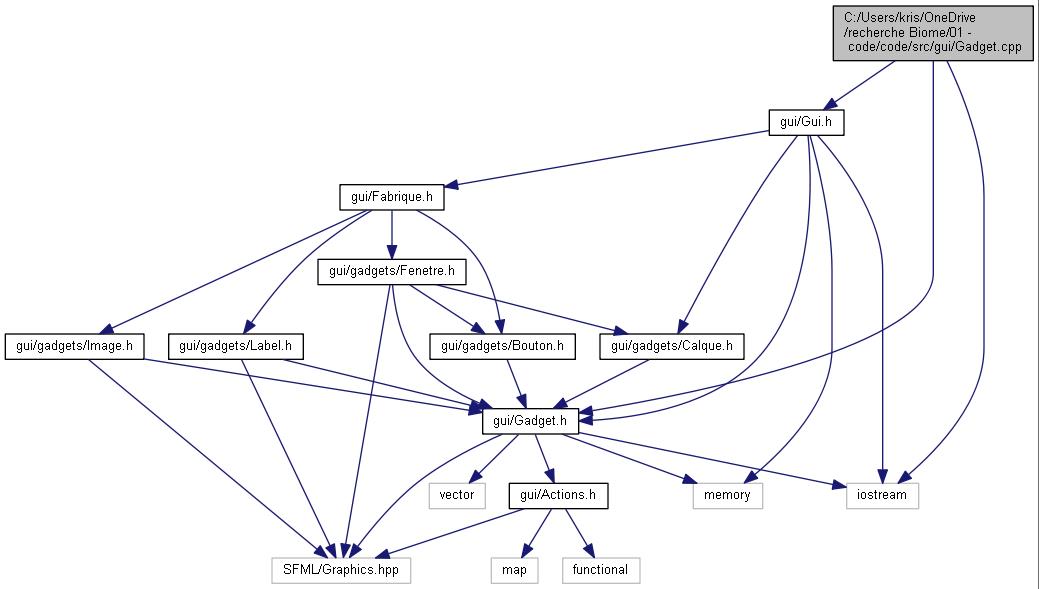 C:/Users/kris/OneDrive
/recherche Biome/01 -
code/code/src/gui/Gadget.cpp
gui/Gui.h
gui/Fabrique.h
gui/gadgets/Fenetre.h
gui/gadgets/Image.h
gui/gadgets/Label.h
gui/gadgets/Bouton.h
gui/gadgets/Calque.h
gui/Gadget.h
vector
gui/Actions.h
memory
iostream
SFML/Graphics.hpp
map
functional